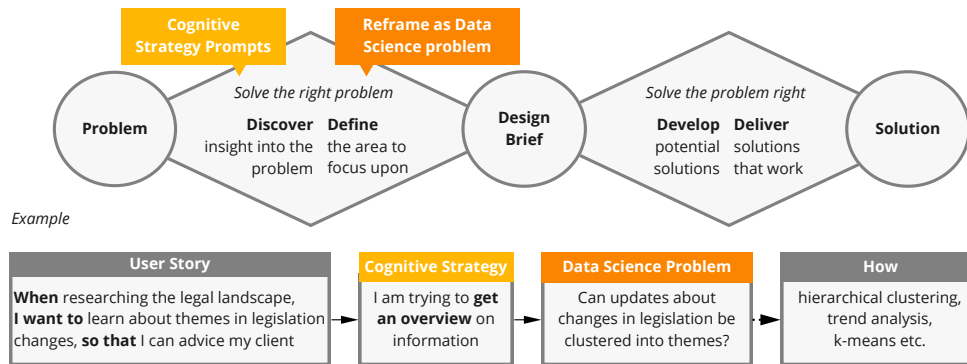 Cognitive
Strategy Prompts
Reframe as Data
Science problem
Solve the right problem
Solve the problem right
Problem
Discover
insight into the
problem
Define
the area to
focus upon
Design
Brief
Develop
potential
solutions
Deliver
solutions
that work
Solution
Example
User Story
When researching the legal landscape,
I want to learn about themes in legislation
changes, so that I can advice my client
Cognitive Strategy
I am trying to get
an overview on
information
Data Science Problem
Can updates about
changes in legislation be
clustered into themes?
How
hierarchical clustering,
trend analysis,
k-means etc.